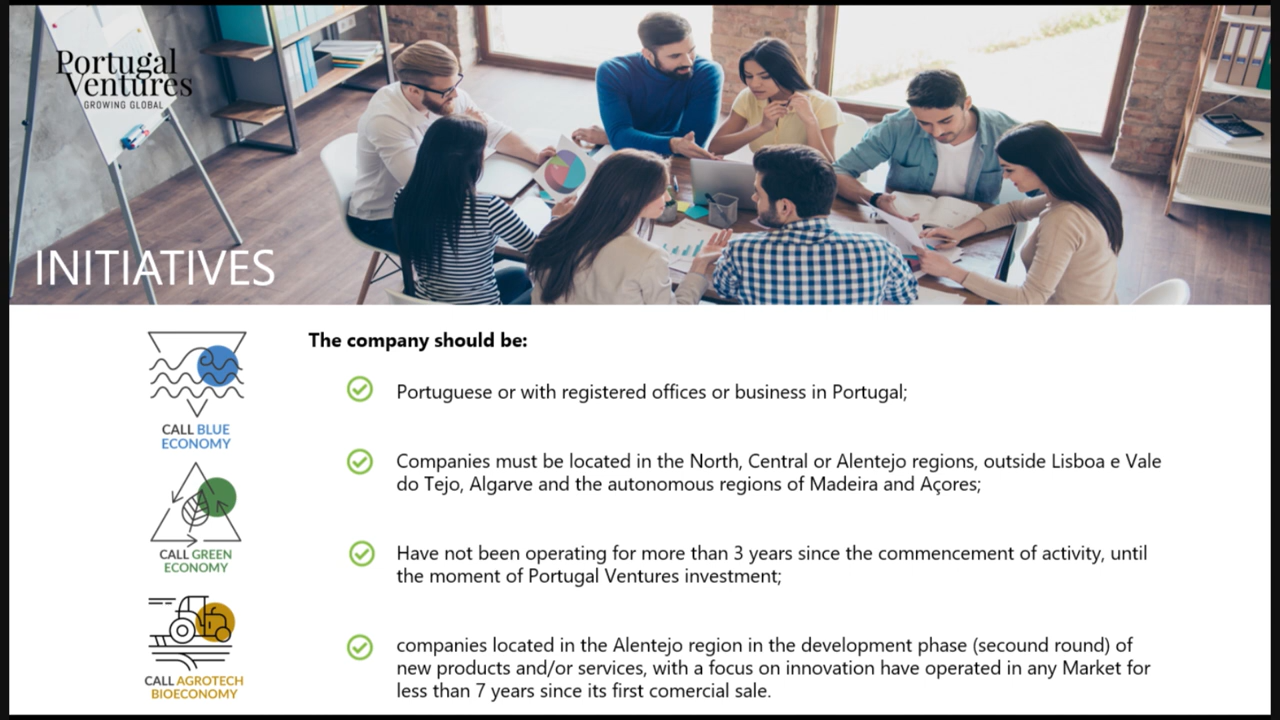 Portugal
Ventures
GROWING GLOBAL
INITIATIVES
CALL BLUE
ECONOMY
CALL GREEN
ECONOMY
CALL AGROTECH
BIOECONOMY
The company should be:
Portuguese or with registered offices or business in Portugal;
Companies must be located in the North, Central or Alentejo regions, outside Lisboa e Vale
do Tejo, Algarve and the autonomous regions of Madeira and Açores;
Have not been operating for more than 3 years since the commencement of activity, until
the moment of Portugal Ventures investment;
companies located in the Alentejo region in the development phase (secound round) of
new products and/or services, with a focus on innovation have operated in any Market for
less than 7 years since its first comercial sale.